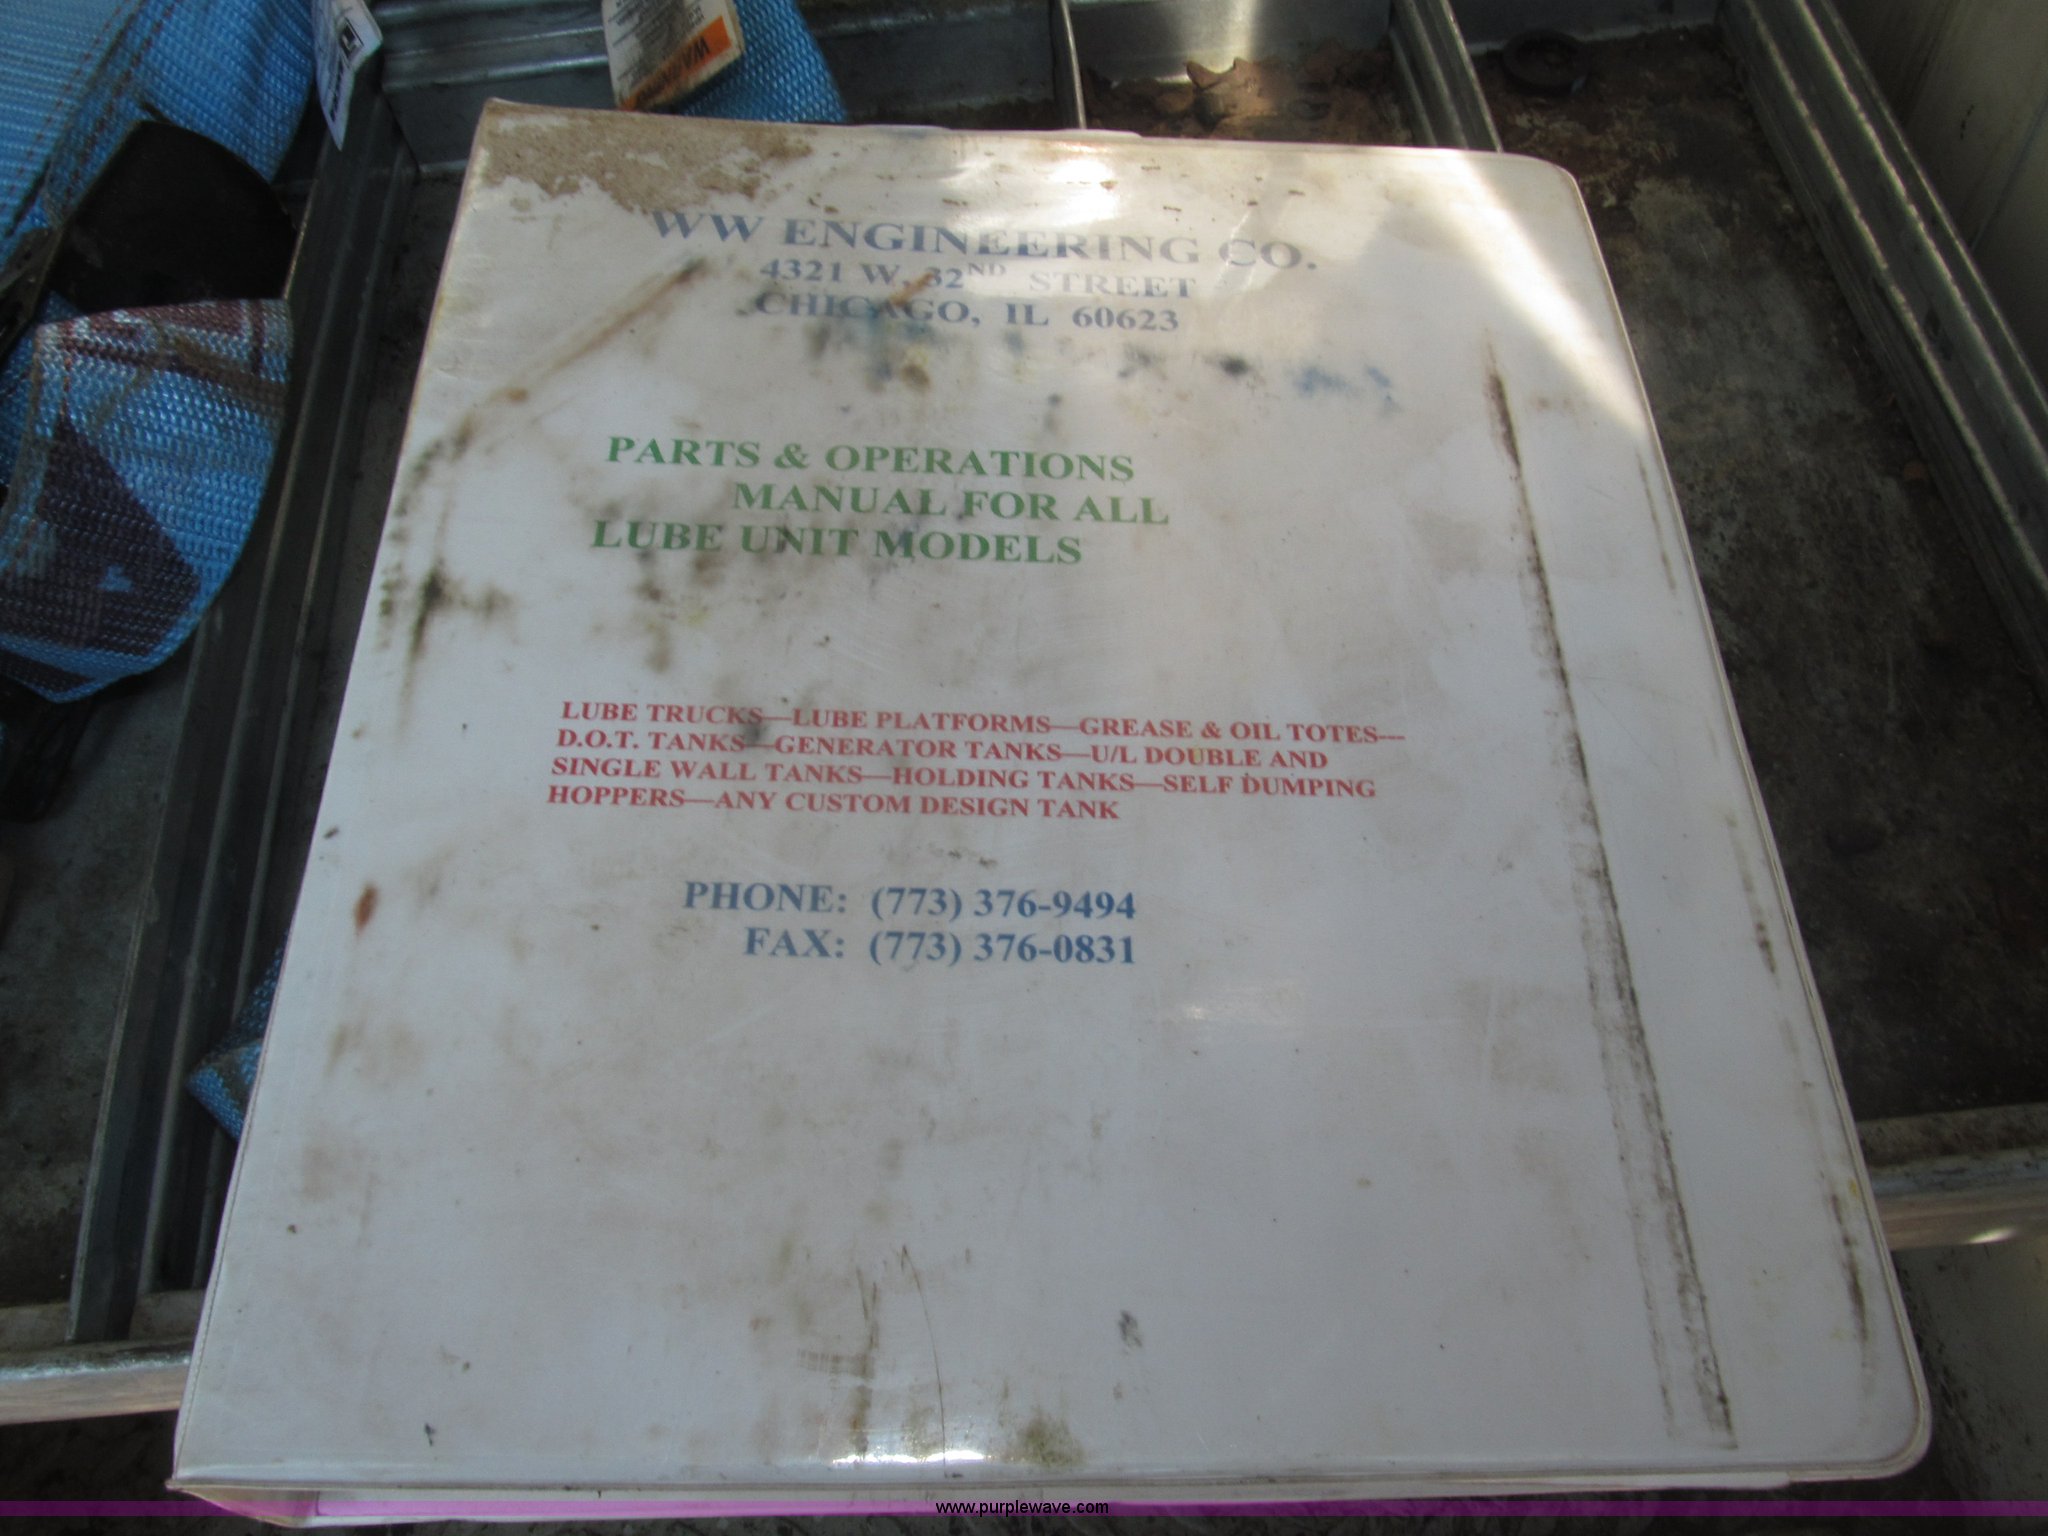 WARNING
WW ENGINEERING CO.
4321 W. 32ND STREET
CHICAGO, IL 60623
PARTS & OPERATIONS
MANUAL FOR ALL
LUBE UNIT MODELS
LUBE TRUCKS—LUBE PLATFORMS—GREASE & OIL TOTES---
D.O.T. TANKS—GENERATOR TANKS—U/L DOUBLE AND
SINGLE WALL TANKS—HOLDING TANKS—SELF DUMPING
HOPPERS—ANY CUSTOM DESIGN TANK
PHONE: (773) 376-9494
FAX: (773) 376-0831
www.purplewave.com